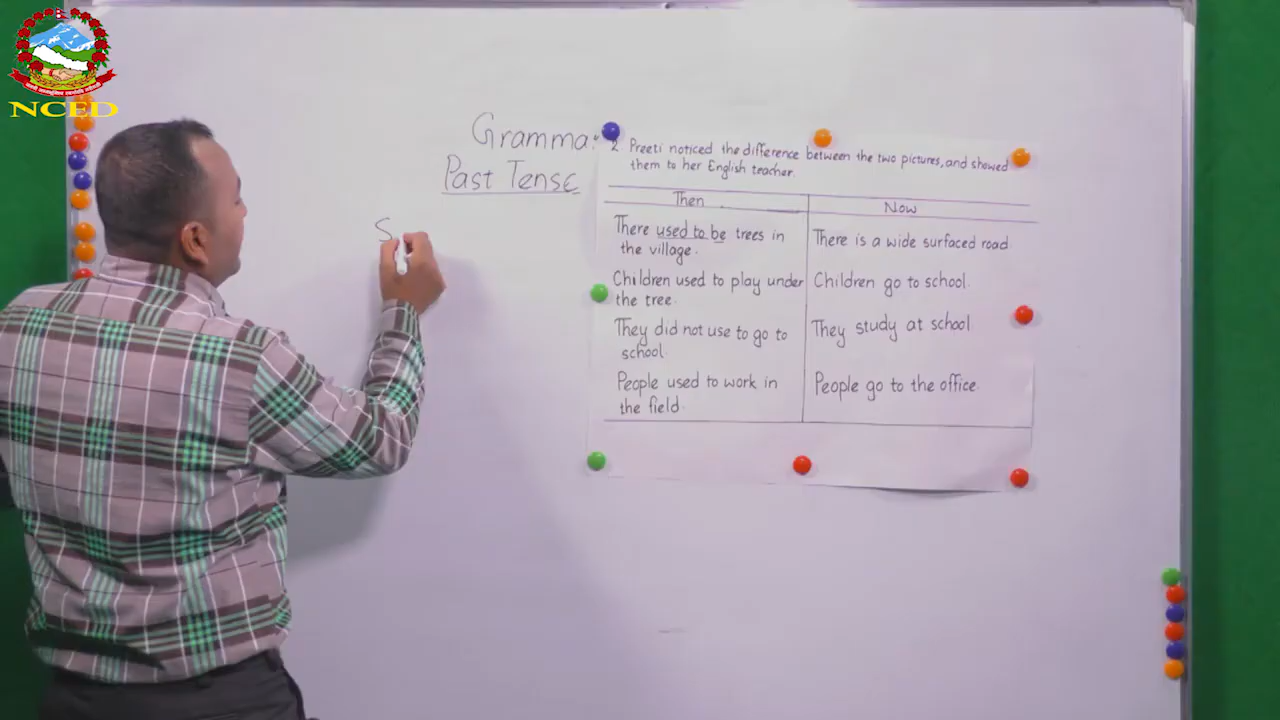 NCED
Grammar
Past Tense
S
2 Preeti noticed the difference between the two pictures, and showed
them to her English teacher.
Then
Now
There used to be trees in
the village.
There is a wide surfaced road
Children used to play under
the tree.
Children go to school.
They did not use to go to
school.
They study at school
People used to work in
the field.
People go to the office